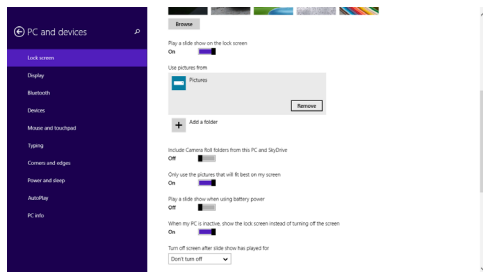 PC and devices
Lock screen
Display
Bluetooth
Devices
Mouse and touchpad
Typing
Corners and edges
Power and sleep
AutoPlay
PC info
Browse
Play a slide show on the lock screen
On
Use pictures from
Pictures
Remove
Add a folder
Include Camera Roll folders from this PC and SkyDrive
Off
Only use the pictures that will fit best on my screen
On
Play a slide show when using battery power
Off
When my PC is inactive, show the lock screen instead of turning off the screen
On
Turn off screen after slide show has played for
Don't turn off